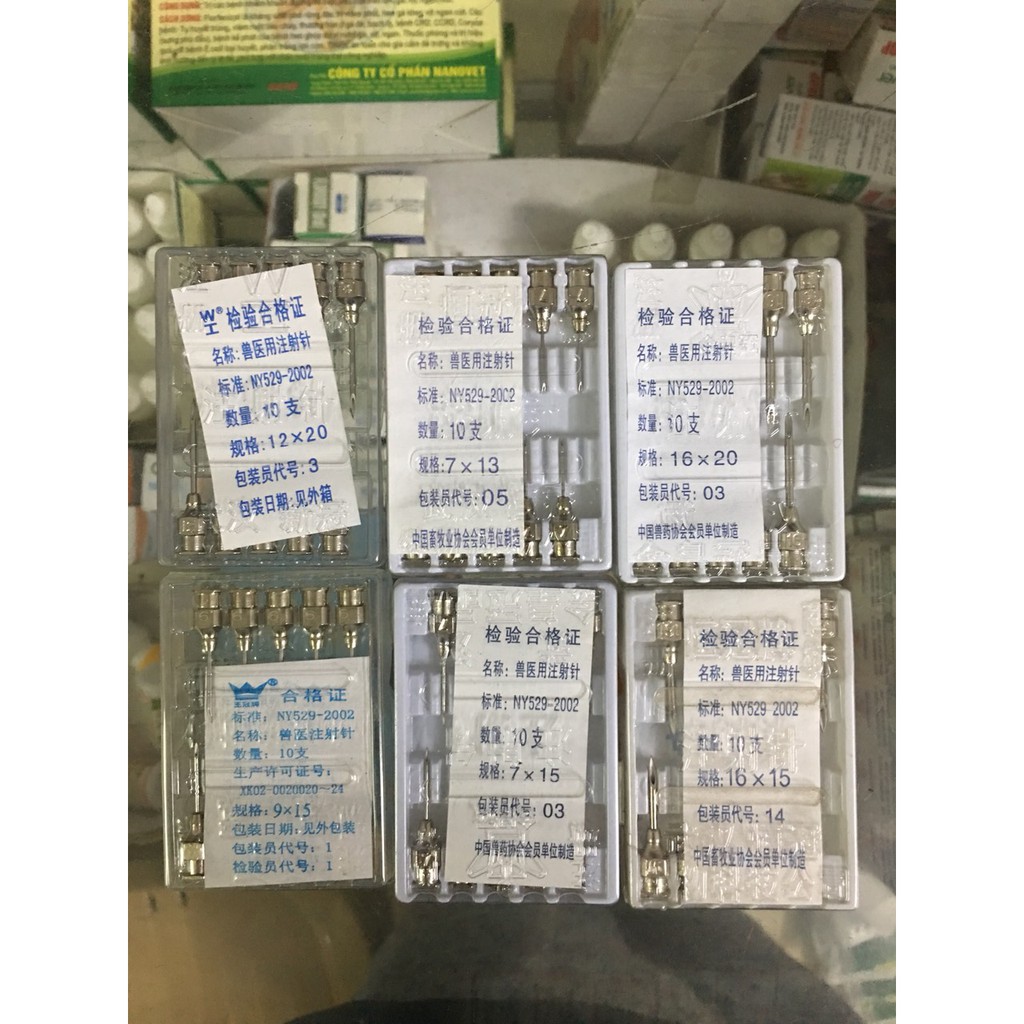 CÔNG TY CỔ PHẦN NANOVET
W工® 检验合格证
名称:兽医用注射针
标准:NY529-2002
数量:10支
规格:12×20
包装员代号:3
包装日期:见外箱
检验合格证
名称:兽医用注射针
标准:NY529-2002
数量:10支
规格:7×13
包装员代号:05
中国畜牧业协会会员单位制造
检验合格证
名称:兽医用注射针
标准:NY529-2002
数量:10支
规格:16×20
包装员代号:03
中国兽药协会会员单位制造
® 合格证
标准:NY529-2002
名称:兽医注射针
数量:10支
生产许可证号:
XK02-0020020-24
规格:9×15
包装日期:见外包装
包装员代号:1
检验员代号:1
检验合格证
名称:兽医用注射针
标准:NY529-2002
数量:10支
规格:7×15
包装员代号:03
中国兽药协会会员单位制造
检验合格证
名称:兽医用注射针
标准:NY529-2002
数量:10支
规格:16×15
包装员代号:14
中国畜牧业协会会员单位制造